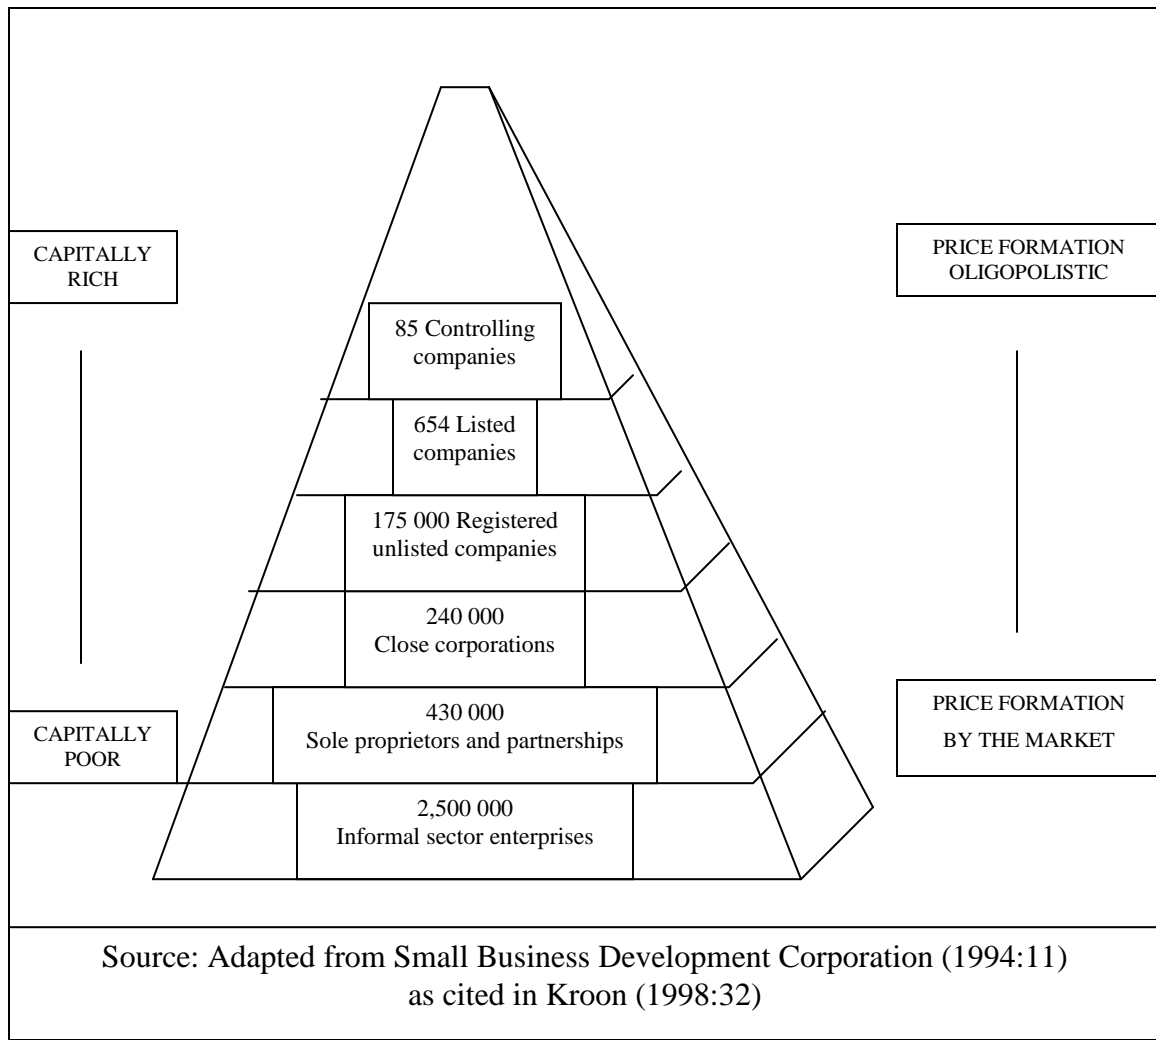 CAPITALLY
RICH
PRICE FORMATION
OLIGOPOLISTIC
85 Controlling
companies
654 Listed
companies
175 000 Registered
unlisted companies
240 000
Close corporations
430 000
Sole proprietors and partnerships
CAPITALLY
POOR
PRICE FORMATION
BY THE MARKET
2,500 000
Informal sector enterprises
Source: Adapted from Small Business Development Corporation (1994:11)
as cited in Kroon (1998:32)